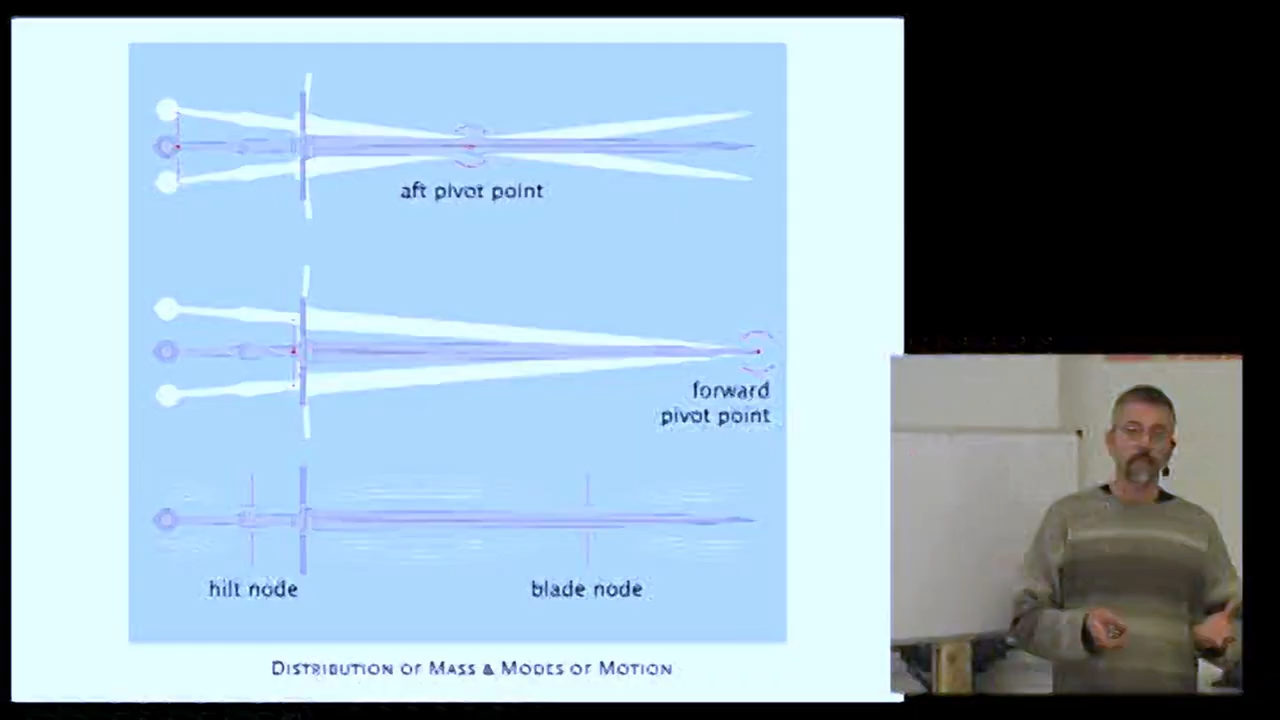 aft pivot point
forward
pivot point
hilt node
blade node
DISTRIBUTION OF MASS & MODES OF MOTION